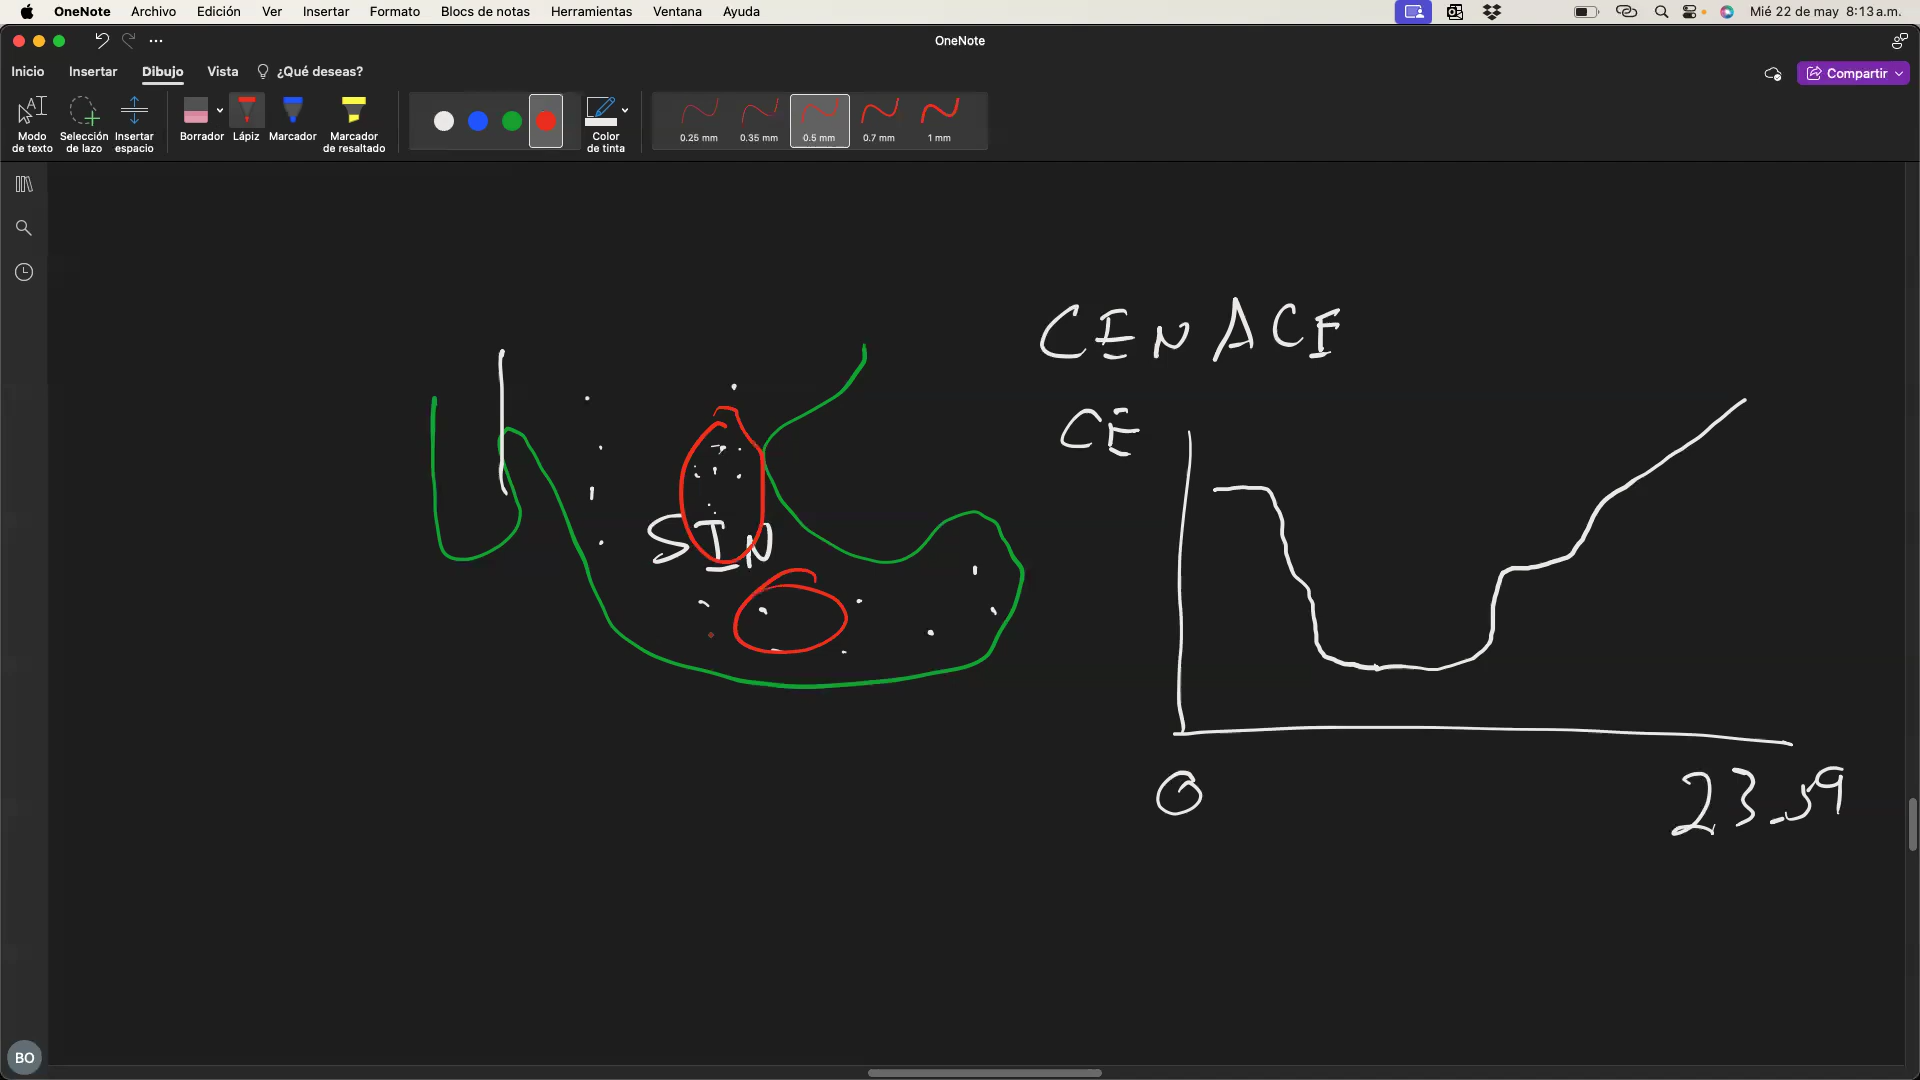 OneNote Archivo Edición Ver Insertar Formato Blocs de notas Herramientas Ventana Ayuda Mié 22 de may 8:13 a.m.
OneNote
Inicio Insertar Dibujo Vista ¿Qué deseas? Compartir
Modo de texto
Selección de lazo
Insertar espacio
Borrador
Lápiz
Marcador
Marcador de resaltado
Color de tinta
0.25 mm 0.35 mm 0.5 mm 0.7 mm 1 mm
CENACE
CE
SIN
0 23.59
BO